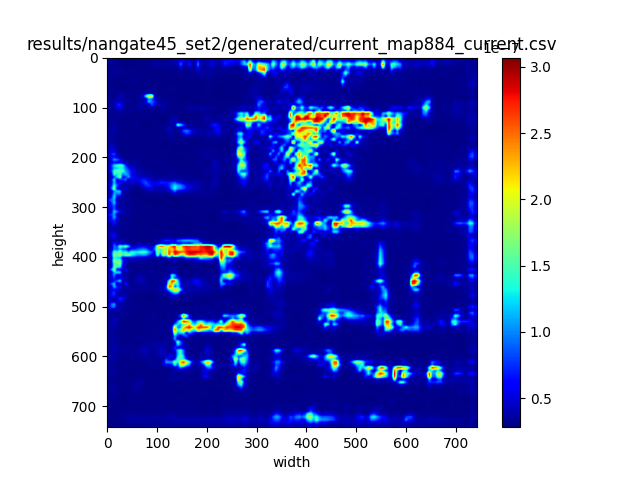 results/nangate45_set2/generated/current_map884_current.csv
1e−7
0
100
200
300
400
500
600
700
height
0 100 200 300 400 500 600 700
width
3.0
2.5
2.0
1.5
1.0
0.5